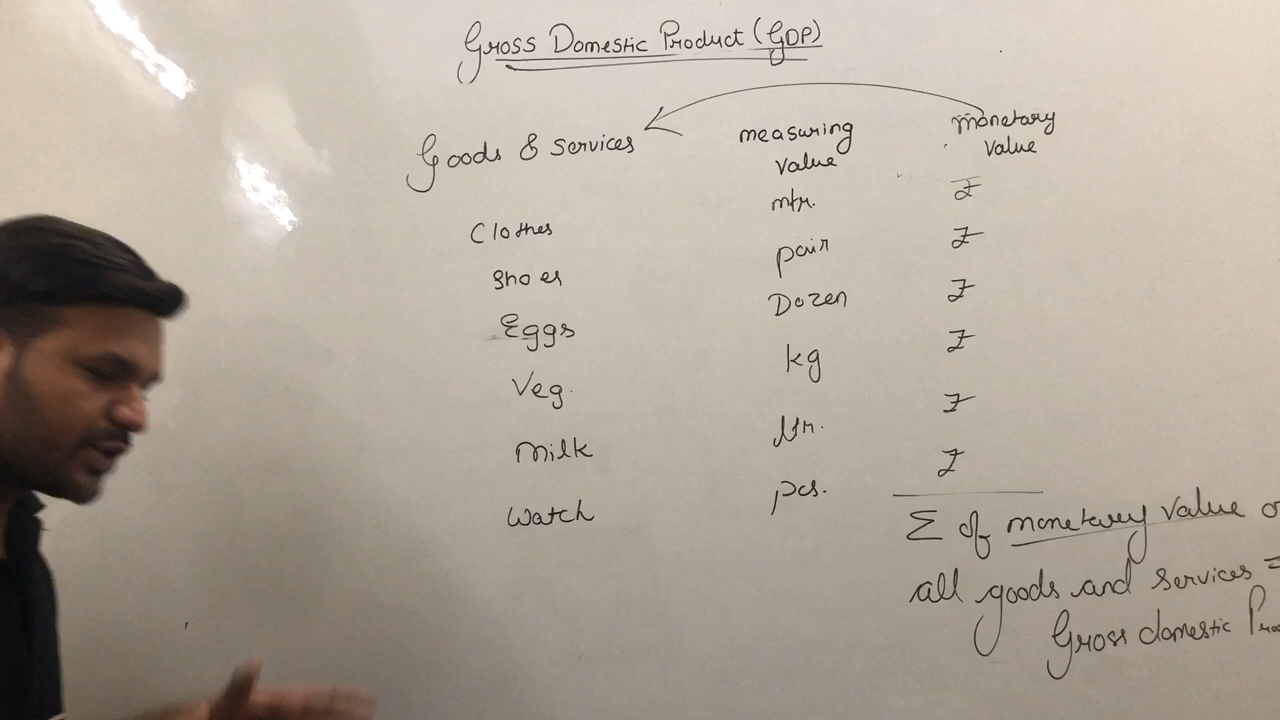 Gross Domestic Product (GDP)
Goods & services measuring value monetary value
Clothes mtr. ₹
Shoes pair ₹
Eggs Dozen ₹
Veg. kg ₹
Milk ltr. ₹
Watch pcs. ₹
Σ of monetary value o
all goods and services =
Gross domestic Pro